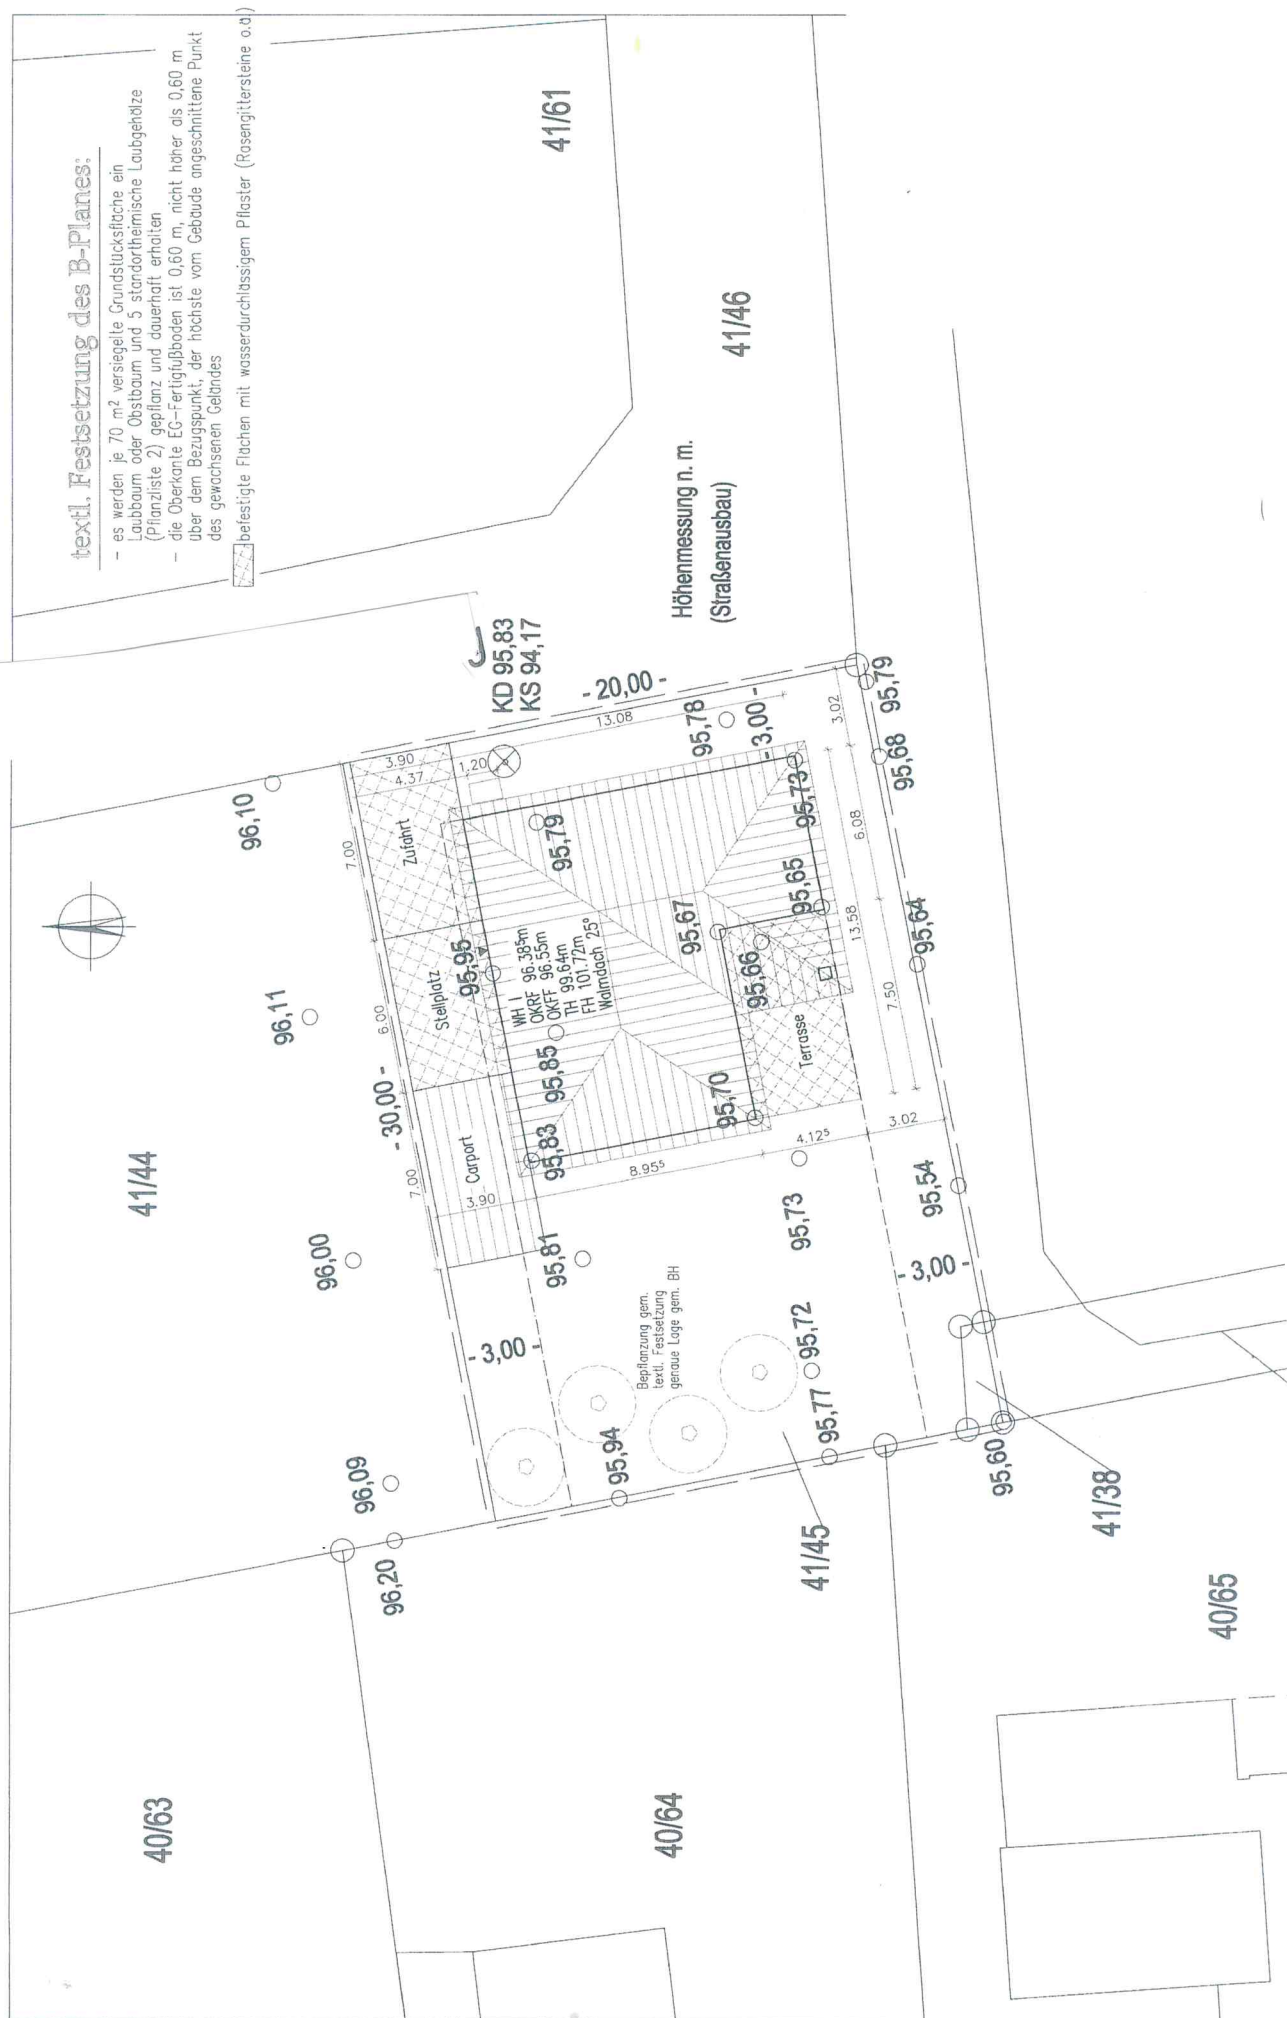 textl. Festsetzung des B-Planes:
- es werden je 70 m² versiegelte Grundstücksfläche ein
Laubbaum oder Obstbaum und 5 standortheimische Laubgehölze
(Pflanzliste 2) gepflanz und dauerhaft erhalten
- die Oberkante EG-Fertigfußboden ist 0,60 m, nicht höher als 0,60 m
über dem Bezugspunkt, der höchste vom Gebäude angeschnittene Punkt
des gewachsenen Geländes
befestigte Flächen mit wasserdurchlässigem Pflaster (Rasengittersteine o.ä.)
41/61
41/46
Höhenmessung n. m.
(Straßenausbau)
KD 95,83
KS 94,17
- 20,00 -
13.08
95,78
- 3,00 -
3.02
95,79
95,68
96,10
7.00
Zufahrt
3.90
4.37
1.20
95,79
95,73
95,65
6.08
13.58
95,64
7.50
96,11
6.00
- 30,00 -
Stellplatz
95,95
WH I
OKRF 96.38⁵m
OKFF 96.55m
TH 99.64m
FH 101.72m
Walmdach 25°
95,67
95,66
Terrasse
95,85
95,83
95,70
41/44
7.00
Carport
3.90
8.95⁵
4.12⁵
3.02
96,00
95,81
95,73
95,54
- 3,00 -
- 3,00 -
Bepflanzung gem.
textl. Festsetzung
genaue Lage gem. BH
95,72
95,77
95,94
95,60
96,09
96,20
41/45
41/38
40/65
40/63
40/64